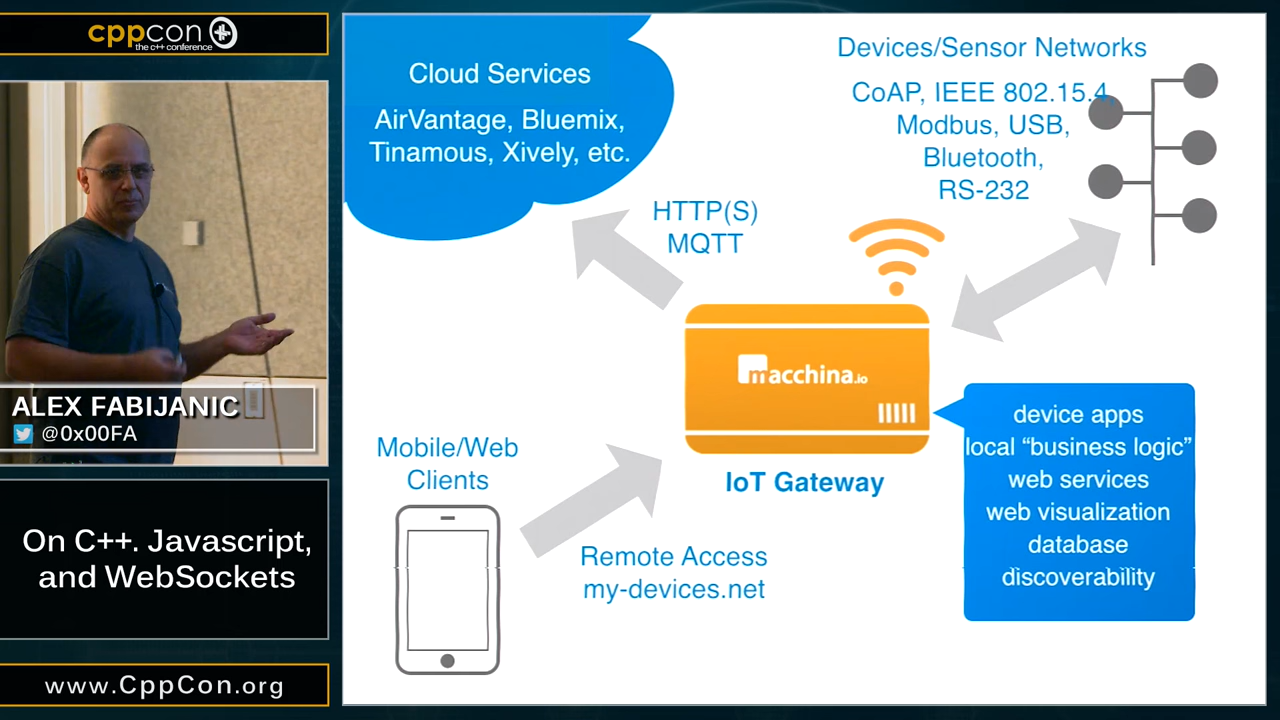 cppcon
the c++ conference
ALEX FABIJANIC
@0x00FA
On C++. Javascript,
and WebSockets
www.CppCon.org
Cloud Services
AirVantage, Bluemix,
Tinamous, Xively, etc.
Devices/Sensor Networks
CoAP, IEEE 802.15.4,
Modbus, USB,
Bluetooth,
RS-232
HTTP(S)
MQTT
macchina.io
IoT Gateway
device apps
local “business logic”
web services
web visualization
database
discoverability
Mobile/Web
Clients
Remote Access
my-devices.net